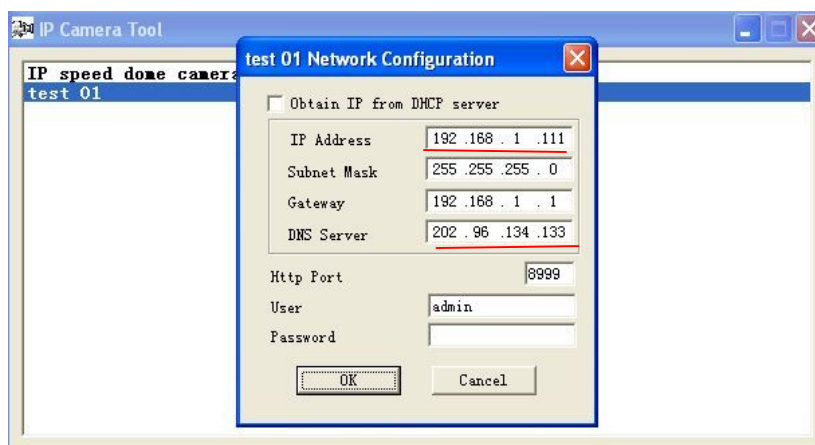 IP Camera Tool
test 01 Network Configuration
IP speed dome camera
test 01
Obtain IP from DHCP server
IP Address 192 .168 . 1 .111
Subnet Mask 255 .255 .255 . 0
Gateway 192 .168 . 1 . 1
DNS Server 202 . 96 .134 .133
Http Port 8999
User admin
Password
OK Cancel